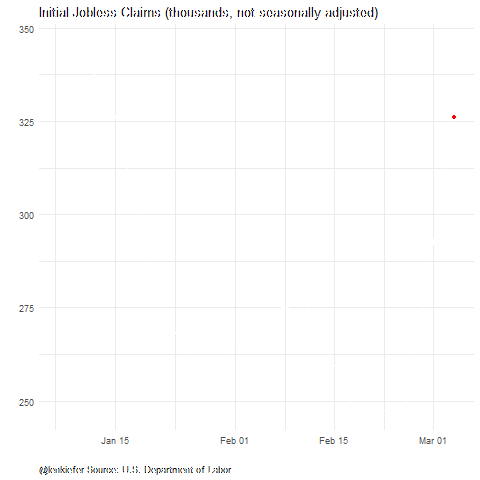 Initial Jobless Claims (thousands, not seasonally adjusted)
350
325
300
275
250
Jan 15 Feb 01 Feb 15 Mar 01
@lenkiefer Source: U.S. Department of Labor